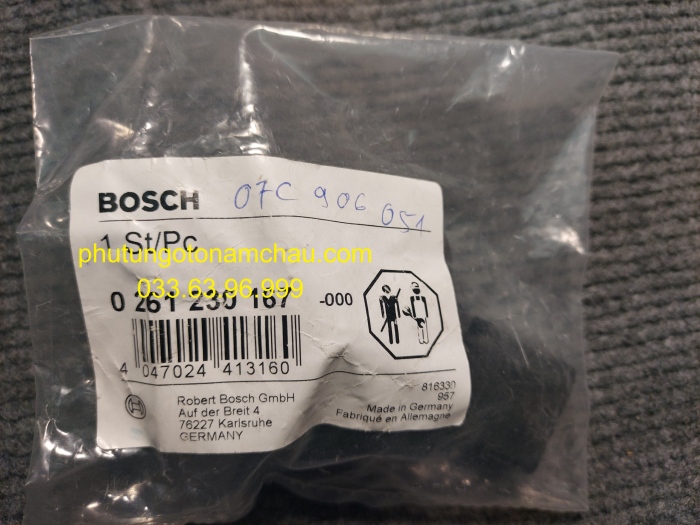 BOSCH
07C 906 051
1 St/Pc
phutungotonamchau.com
033.63.96.999
0 261 230 167 -000
4 047024 413160
Robert Bosch GmbH
Auf der Breit 4
76227 Karlsruhe
GERMANY
816330
957
Made in Germany
Fabriqué en Allemagne